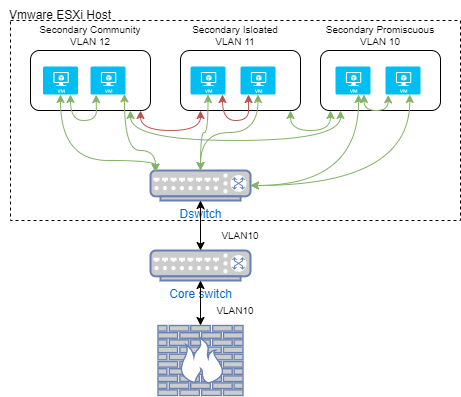 Vmware ESXi Host
Secondary Community
VLAN 12
Secondary Isloated
VLAN 11
Secondary Promiscuous
VLAN 10
VM
VM
VM
VM
VM
VM
Dswitch
VLAN10
Core switch
VLAN10